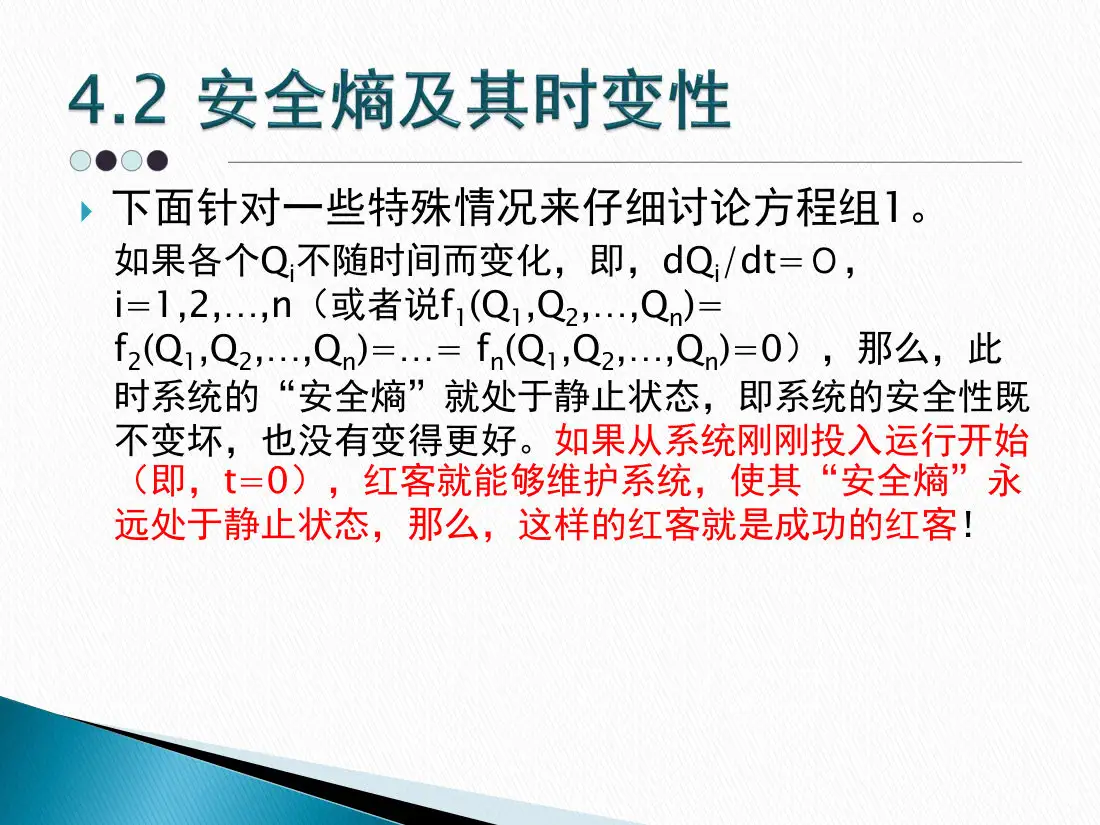 4.2 安全熵及其时变性
下面针对一些特殊情况来仔细讨论方程组1。
如果各个Qi不随时间而变化，即，dQi/dt=０，
i=1,2,…,n（或者说f1(Q1,Q2,…,Qn)=
f2(Q1,Q2,…,Qn)=…= fn(Q1,Q2,…,Qn)=0），那么，此
时系统的“安全熵”就处于静止状态，即系统的安全性既
不变坏，也没有变得更好。如果从系统刚刚投入运行开始
（即，t=0），红客就能够维护系统，使其“安全熵”永
远处于静止状态，那么，这样的红客就是成功的红客！